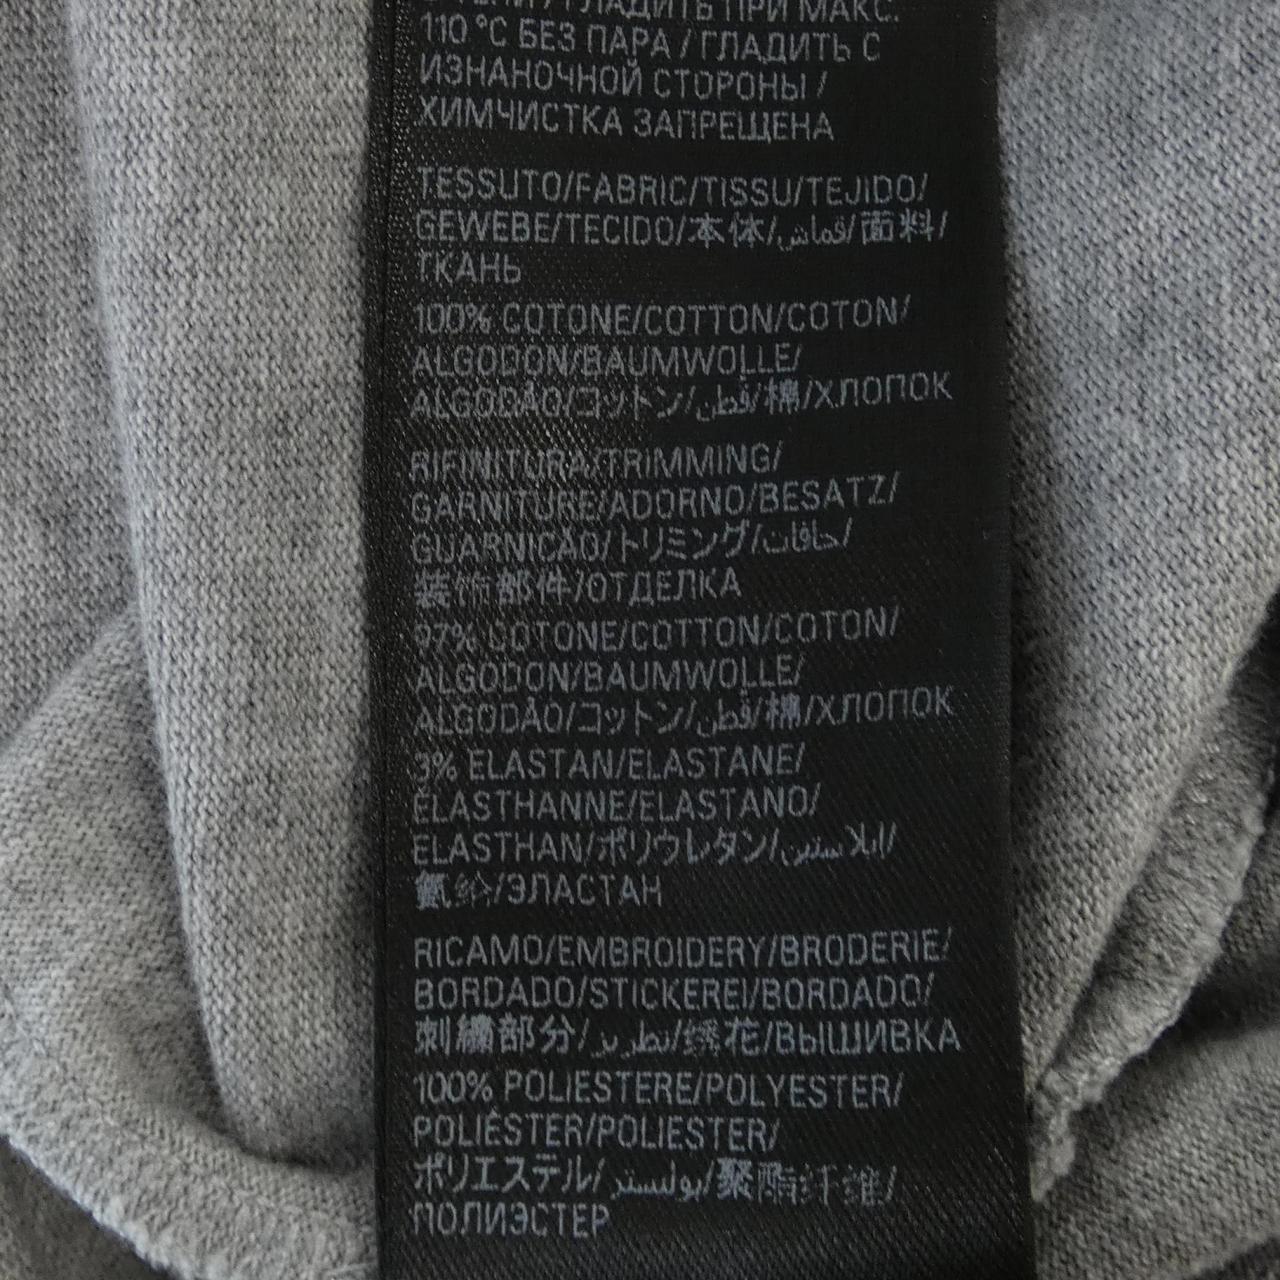 / ГЛАДИТЬ ПРИ МАКС.
110 °C БЕЗ ПАРА / ГЛАДИТЬ С
ИЗНАНОЧНОЙ СТОРОНЫ /
ХИМЧИСТКА ЗАПРЕЩЕНА
TESSUTO/FABRIC/TISSU/TEJIDO/
GEWEBE/TECIDO/本体/قماش/面料/
ТКАНЬ
100% COTONE/COTTON/COTON/
ALGODON/BAUMWOLLE/
ALGODÃO/コットン/قطن/棉/ХЛОПОК
RIFINITURA/TRIMMING/
GARNITURE/ADORNO/BESATZ/
GUARNICÃO/トリミング/حافات/
装饰部件/ОТДЕЛКА
97% COTONE/COTTON/COTON/
ALGODON/BAUMWOLLE/
ALGODÃO/コットン/قطن/棉/ХЛОПОК
3% ELASTAN/ELASTANE/
ÉLASTHANNE/ELASTANO/
ELASTHAN/ポリウレタン/ايلاستين/
氨纶/ЭЛАСТАН
RICAMO/EMBROIDERY/BRODERIE/
BORDADO/STICKEREI/BORDADO/
刺繍部分/تطريز/绣花/ВЫШИВКА
100% POLIESTERE/POLYESTER/
POLIÉSTER/POLIESTER/
ポリエステル/بوليستر/聚酯纤维/
ПОЛИЭСТЕР